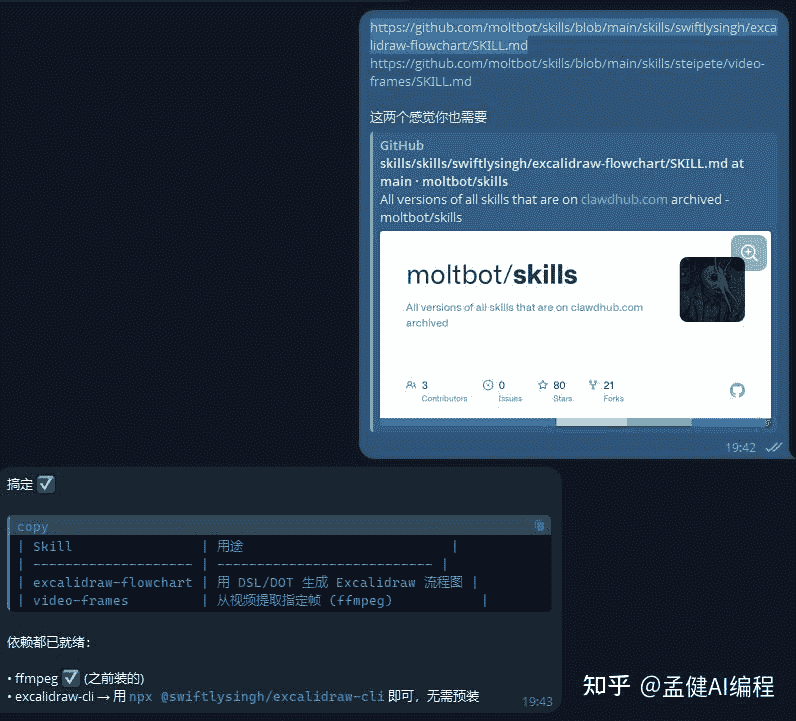 https://github.com/moltbot/skills/blob/main/skills/swiftlysingh/exca
lidraw-flowchart/SKILL.md
https://github.com/moltbot/skills/blob/main/skills/steipete/video-
frames/SKILL.md
这两个感觉你也需要
GitHub
skills/skills/swiftlysingh/excalidraw-flowchart/SKILL.md at
main · moltbot/skills
All versions of all skills that are on clawdhub.com archived -
moltbot/skills
moltbot/skills
All versions of all skills that are on clawdhub.com
archived
3 Contributors
0 Issues
80 Stars
21 Forks
19:42
搞定 ☑
copy
| Skill | 用途 |
| -------------------- | --------------------------- |
| excalidraw-flowchart | 用 DSL/DOT 生成 Excalidraw 流程图 |
| video-frames | 从视频提取指定帧 (ffmpeg) |
依赖都已就绪：
• ffmpeg ☑ (之前装的)
• excalidraw-cli → 用 npx @swiftlysingh/excalidraw-cli 即可，无需预装
19:43
知乎 @孟健AI编程